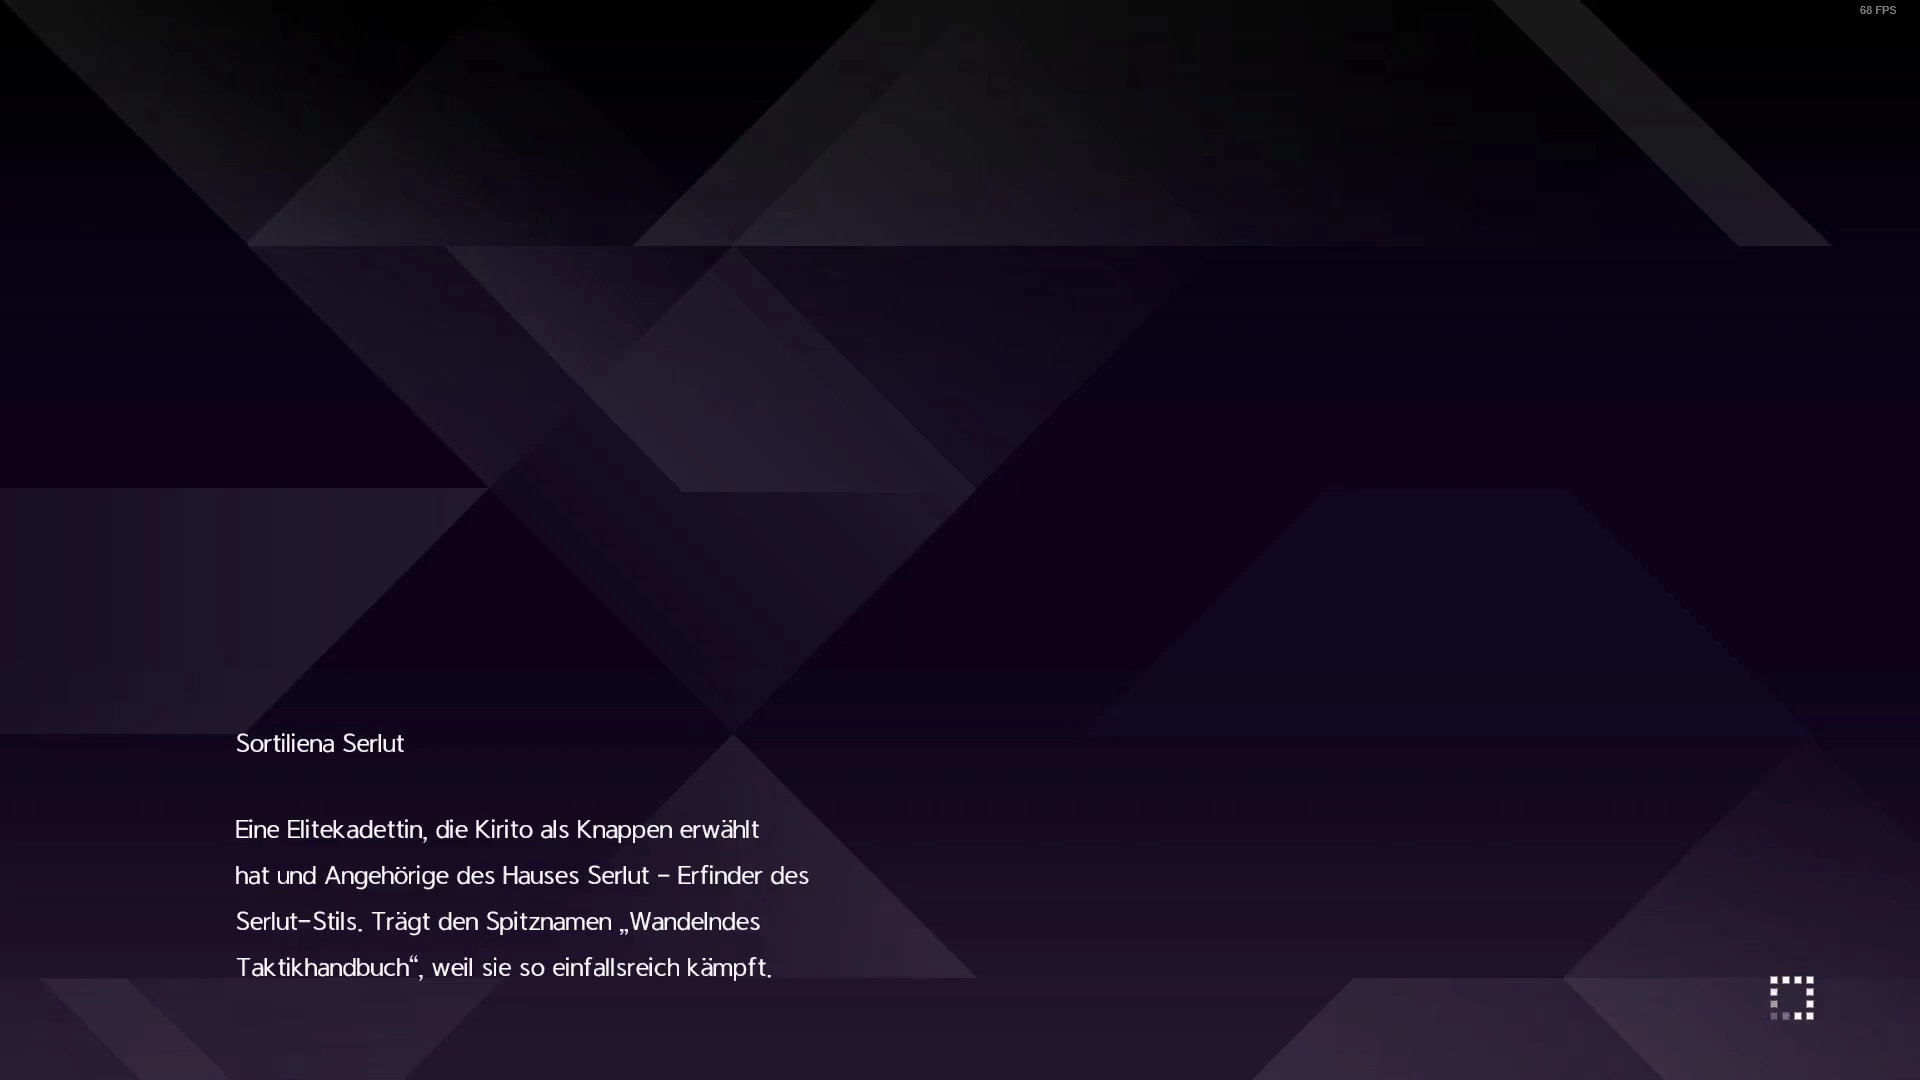 68 FPS
Sortiliena Serlut
Eine Elitekadettin, die Kirito als Knappen erwählt
hat und Angehörige des Hauses Serlut – Erfinder des
Serlut-Stils. Trägt den Spitznamen „Wandelndes
Taktikhandbuch“, weil sie so einfallsreich kämpft.